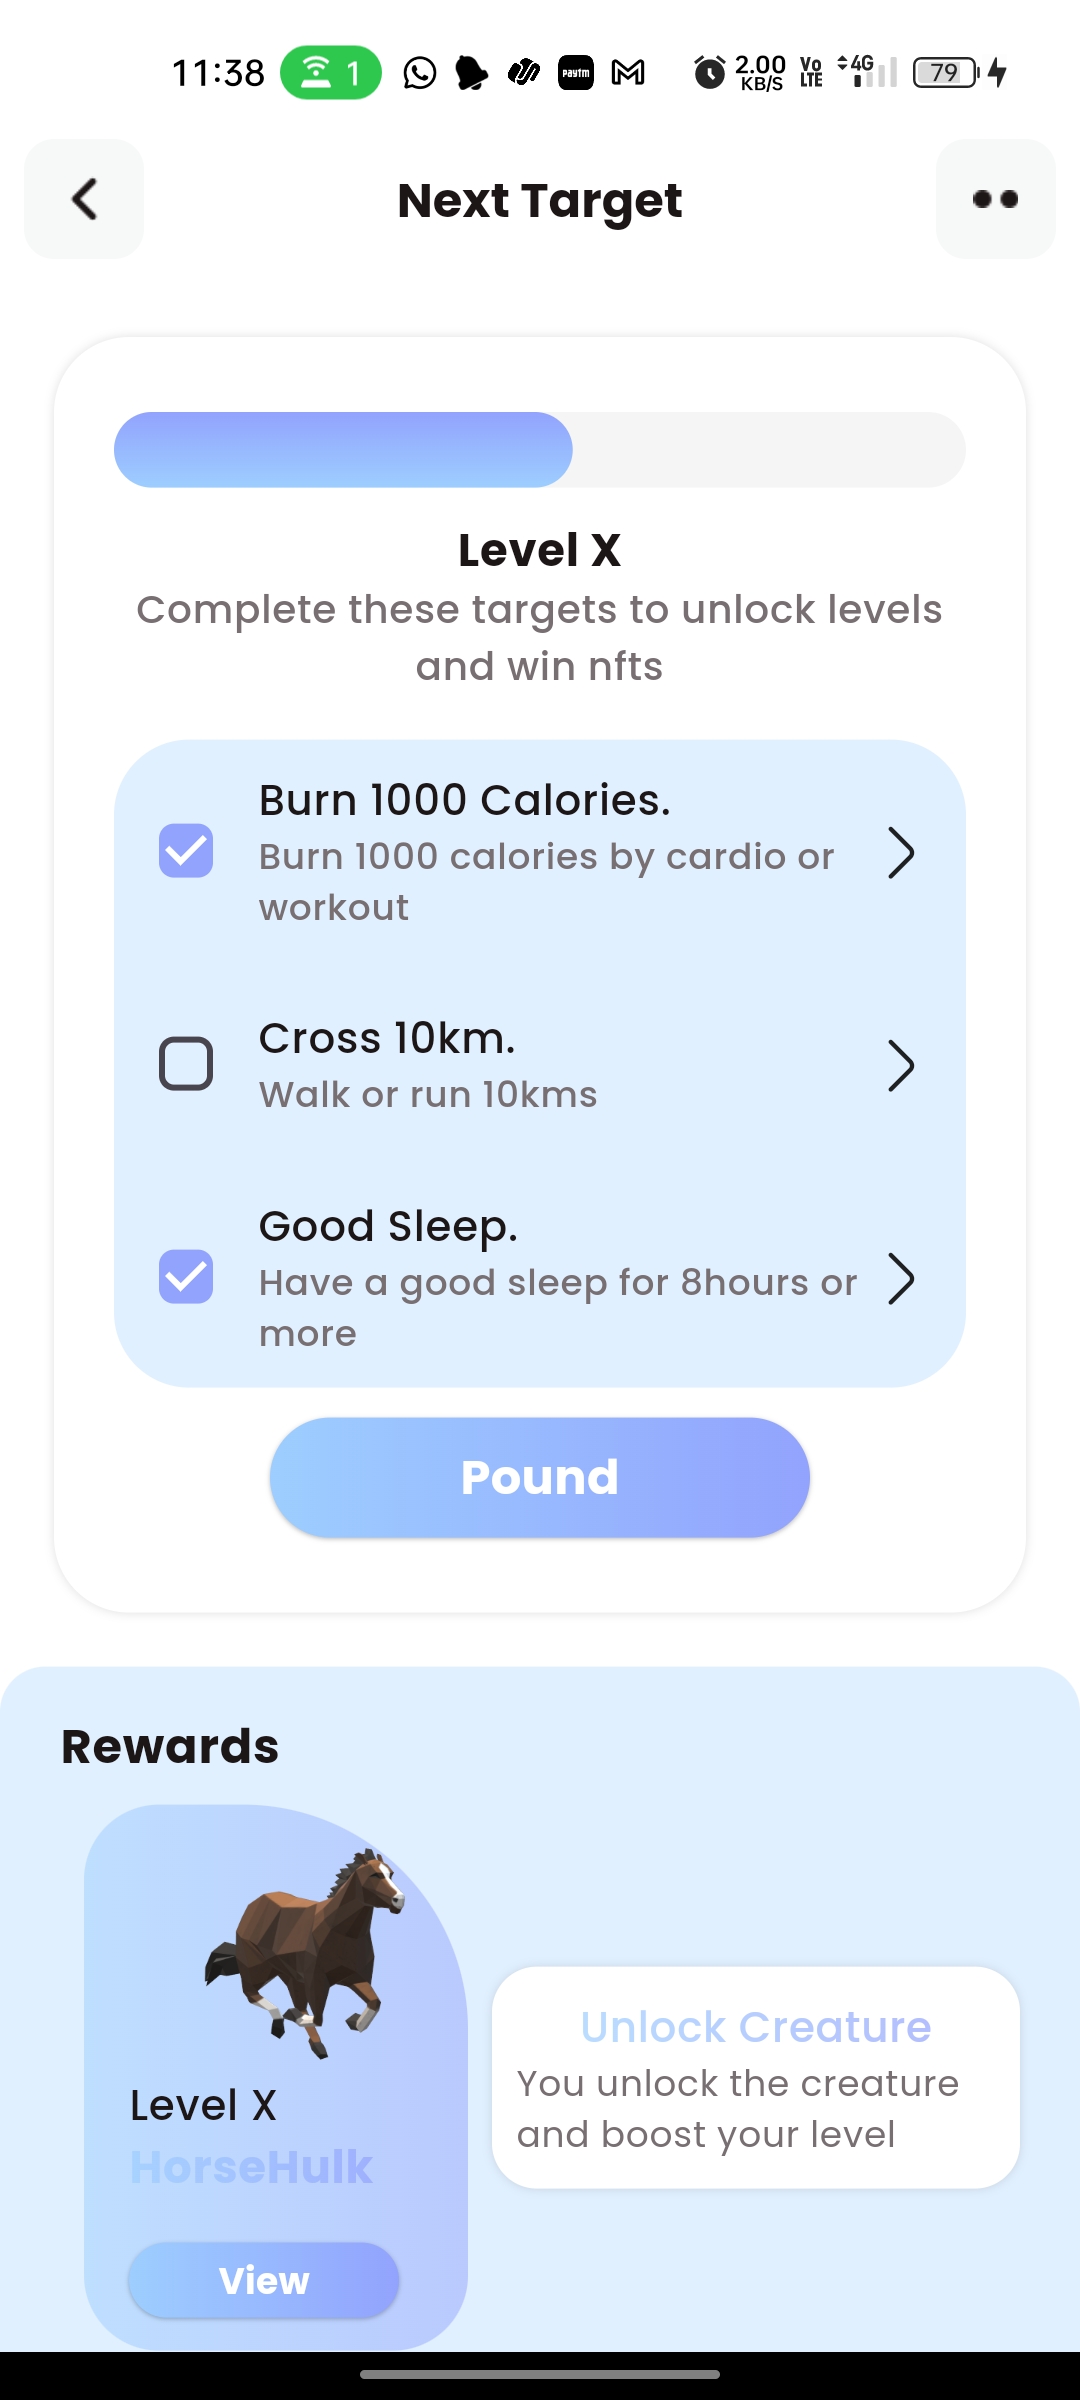 11:38
1
paytm
2.00
KB/S
Vo
LTE
4G
79
Next Target
Level X
Complete these targets to unlock levels
and win nfts
Burn 1000 Calories.
Burn 1000 calories by cardio or
workout
Cross 10km.
Walk or run 10kms
Good Sleep.
Have a good sleep for 8hours or
more
Pound
Rewards
Level X
HorseHulk
View
Unlock Creature
You unlock the creature
and boost your level